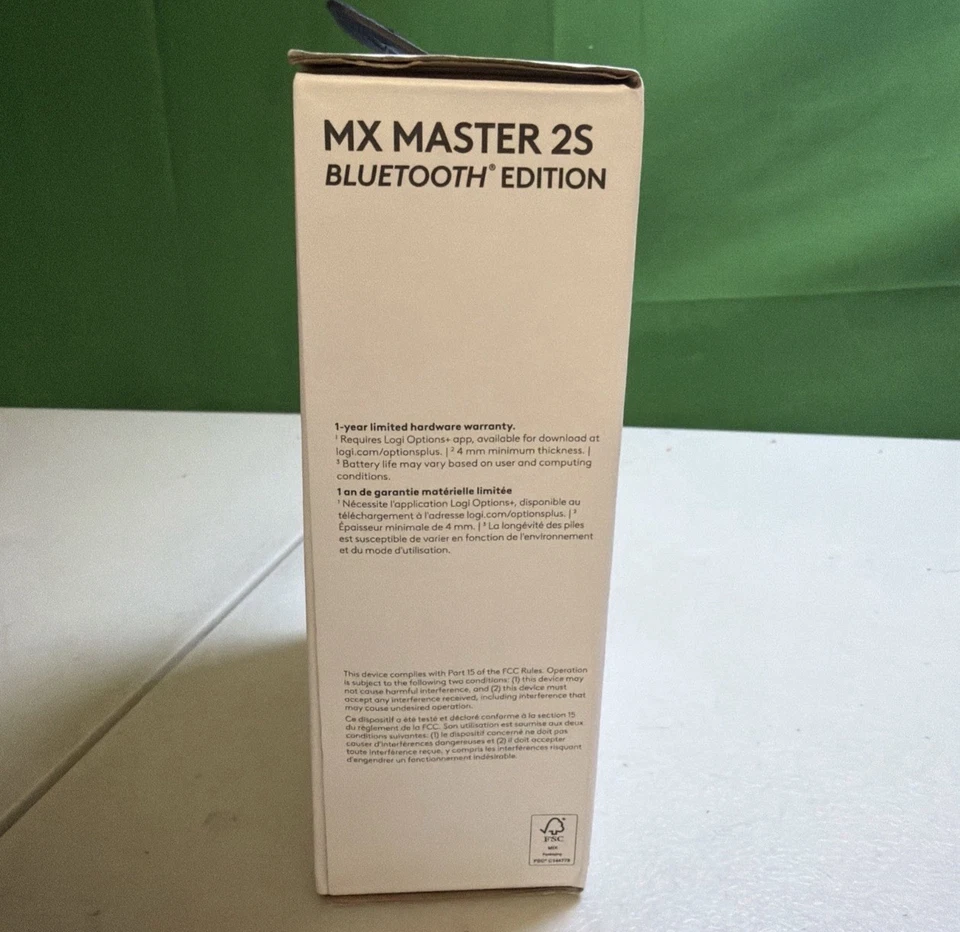 MX MASTER 2S
BLUETOOTH® EDITION
1-year limited hardware warranty.
¹ Requires Logi Options+ app, available for download at
logi.com/optionsplus. | ² 4 mm minimum thickness. |
³ Battery life may vary based on user and computing
conditions.
1 an de garantie matérielle limitée
¹ Nécessite l'application Logi Options+, disponible au
téléchargement à l'adresse logi.com/optionsplus. | ²
Épaisseur minimale de 4 mm. | ³ La longévité des piles
est susceptible de varier en fonction de l'environnement
et du mode d'utilisation.
This device complies with Part 15 of the FCC Rules. Operation
is subject to the following two conditions: (1) this device may
not cause harmful interference, and (2) this device must
accept any interference received, including interference that
may cause undesired operation.
Ce dispositif a été testé et déclaré conforme à la section 15
du règlement de la FCC. Son utilisation est soumise aux deux
conditions suivantes: (1) le dispositif concerné ne doit pas
causer d'interférences dangereuses et (2) il doit accepter
toute interférence reçue, y compris les interférences risquant
d'engendrer un fonctionnement indésirable.
FSC
MIX
Packaging